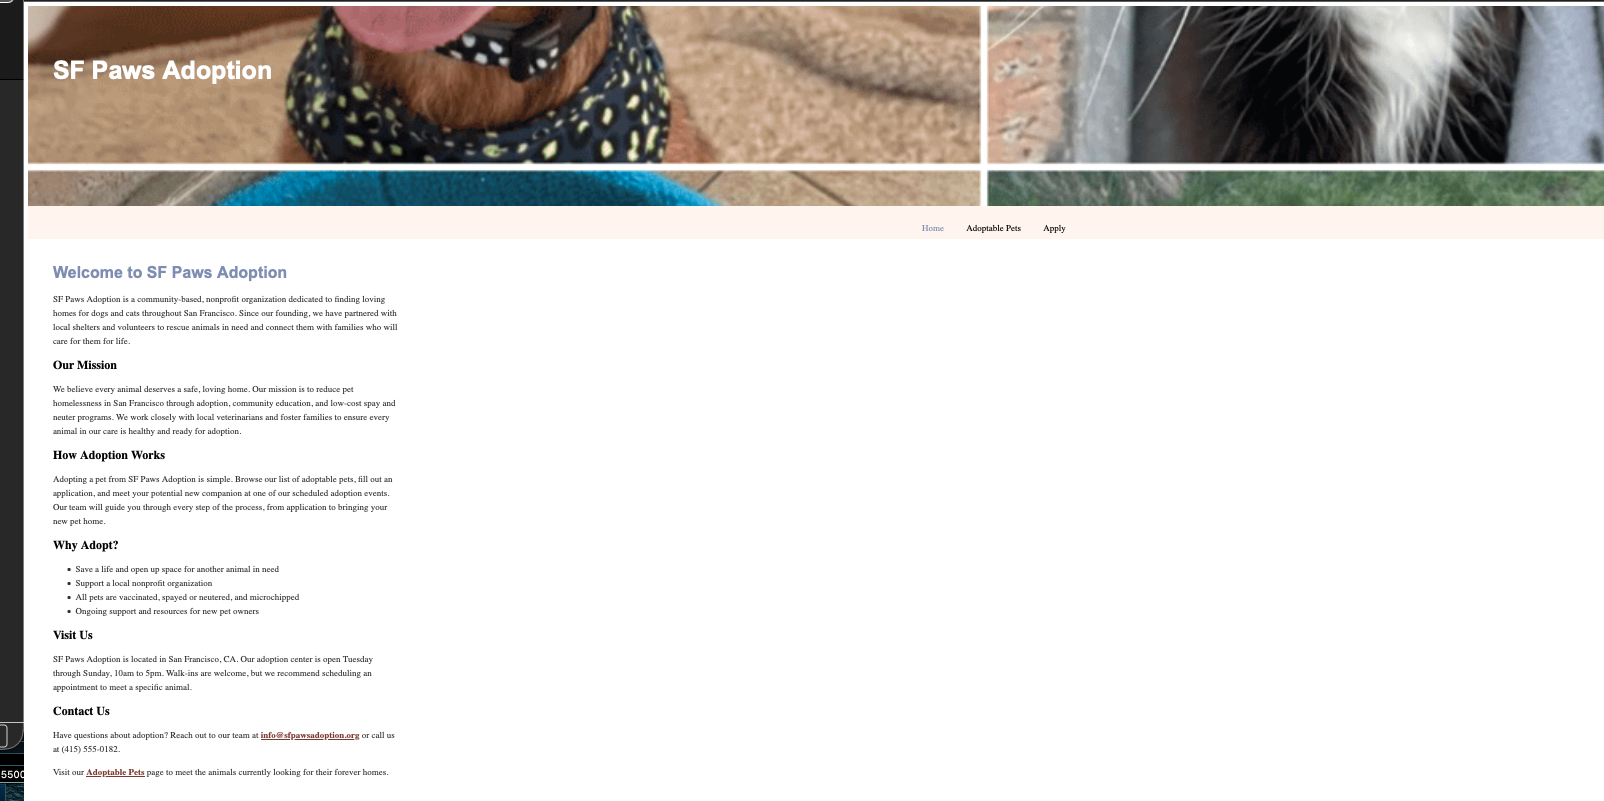 SF Paws Adoption
Home Adoptable Pets Apply
Welcome to SF Paws Adoption
SF Paws Adoption is a community-based, nonprofit organization dedicated to finding loving
homes for dogs and cats throughout San Francisco. Since our founding, we have partnered with
local shelters and volunteers to rescue animals in need and connect them with families who will
care for them for life.
Our Mission
We believe every animal deserves a safe, loving home. Our mission is to reduce pet
homelessness in San Francisco through adoption, community education, and low-cost spay and
neuter programs. We work closely with local veterinarians and foster families to ensure every
animal in our care is healthy and ready for adoption.
How Adoption Works
Adopting a pet from SF Paws Adoption is simple. Browse our list of adoptable pets, fill out an
application, and meet your potential new companion at one of our scheduled adoption events.
Our team will guide you through every step of the process, from application to bringing your
new pet home.
Why Adopt?
Save a life and open up space for another animal in need
Support a local nonprofit organization
All pets are vaccinated, spayed or neutered, and microchipped
Ongoing support and resources for new pet owners
Visit Us
SF Paws Adoption is located in San Francisco, CA. Our adoption center is open Tuesday
through Sunday, 10am to 5pm. Walk-ins are welcome, but we recommend scheduling an
appointment to meet a specific animal.
Contact Us
Have questions about adoption? Reach out to our team at info@sfpawsadoption.org or call us
at (415) 555-0182.
Visit our Adoptable Pets page to meet the animals currently looking for their forever homes.
5500